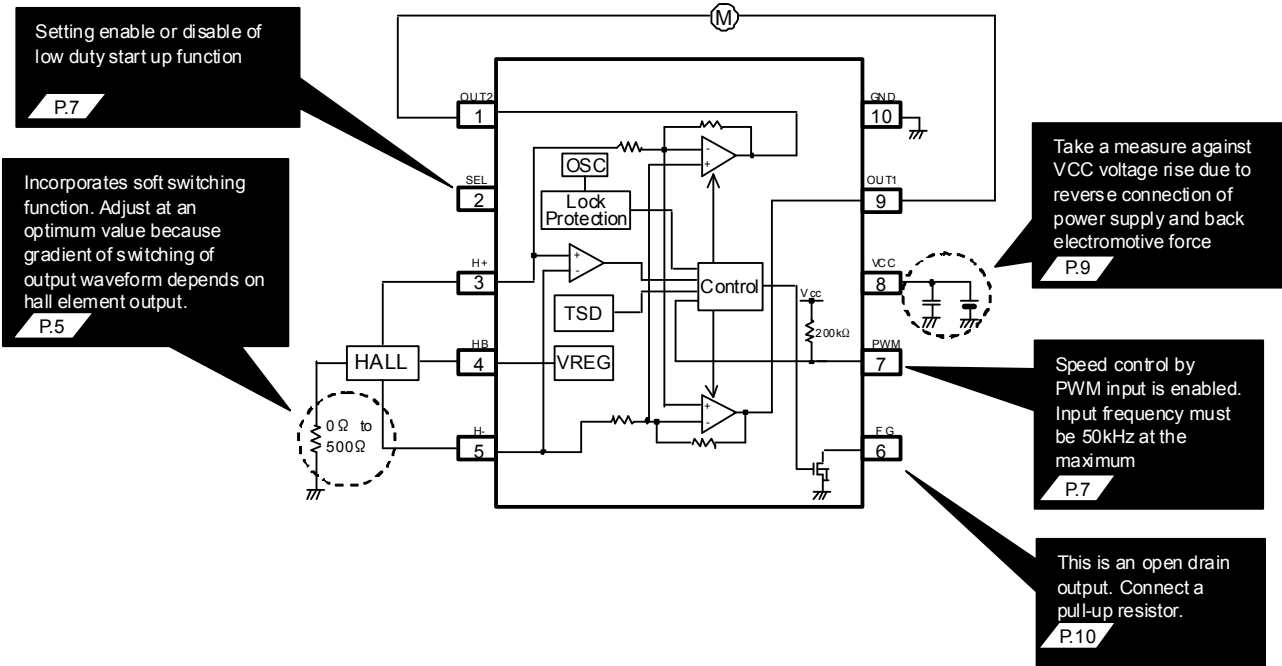 Setting enable or disable of
low duty start up function
P.7
Incorporates soft switching
function. Adjust at an
optimum value because
gradient of switching of
output waveform depends on
hall element output.
P.5
M
OUT2
1
SEL
2
H+
3
HB
4
H-
5
HALL
0Ω to
500Ω
OSC
Lock
Protection
TSD
VREG
Control
Vcc
200kΩ
-
+
+
-
+
-
GND
10
OUT1
9
VCC
8
PWM
7
FG
6
Take a measure against
VCC voltage rise due to
reverse connection of
power supply and back
electromotive force
P.9
Speed control by
PWM input is enabled.
Input frequency must
be 50kHz at the
maximum
P.7
This is an open drain
output. Connect a
pull-up resistor.
P.10